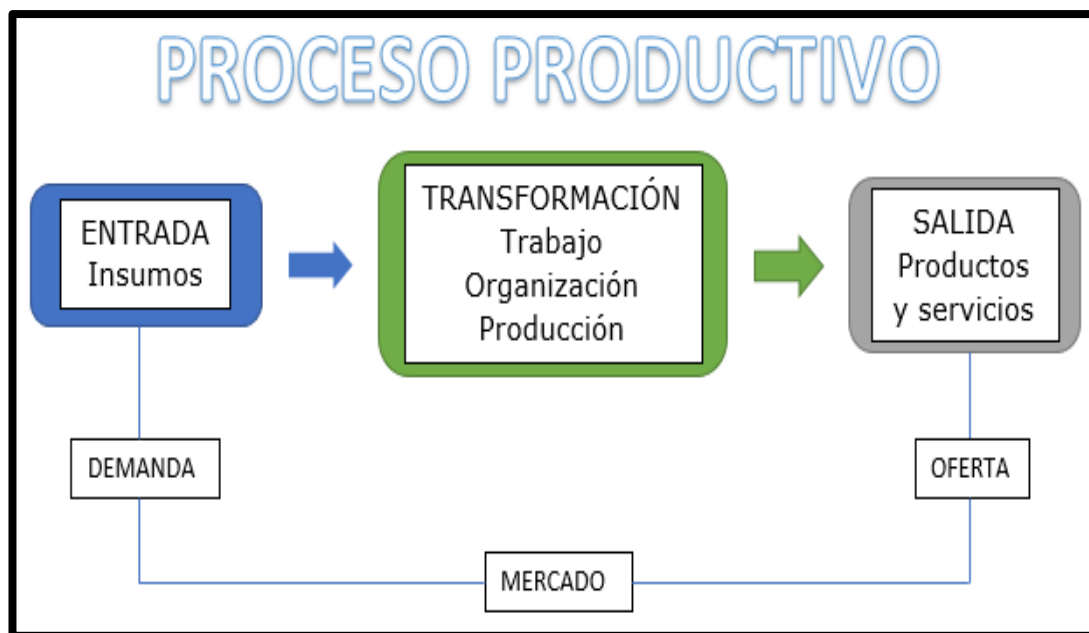 PROCESO PRODUCTIVO
ENTRADA
Insumos
TRANSFORMACIÓN
Trabajo
Organización
Producción
SALIDA
Productos
y servicios
DEMANDA
OFERTA
MERCADO